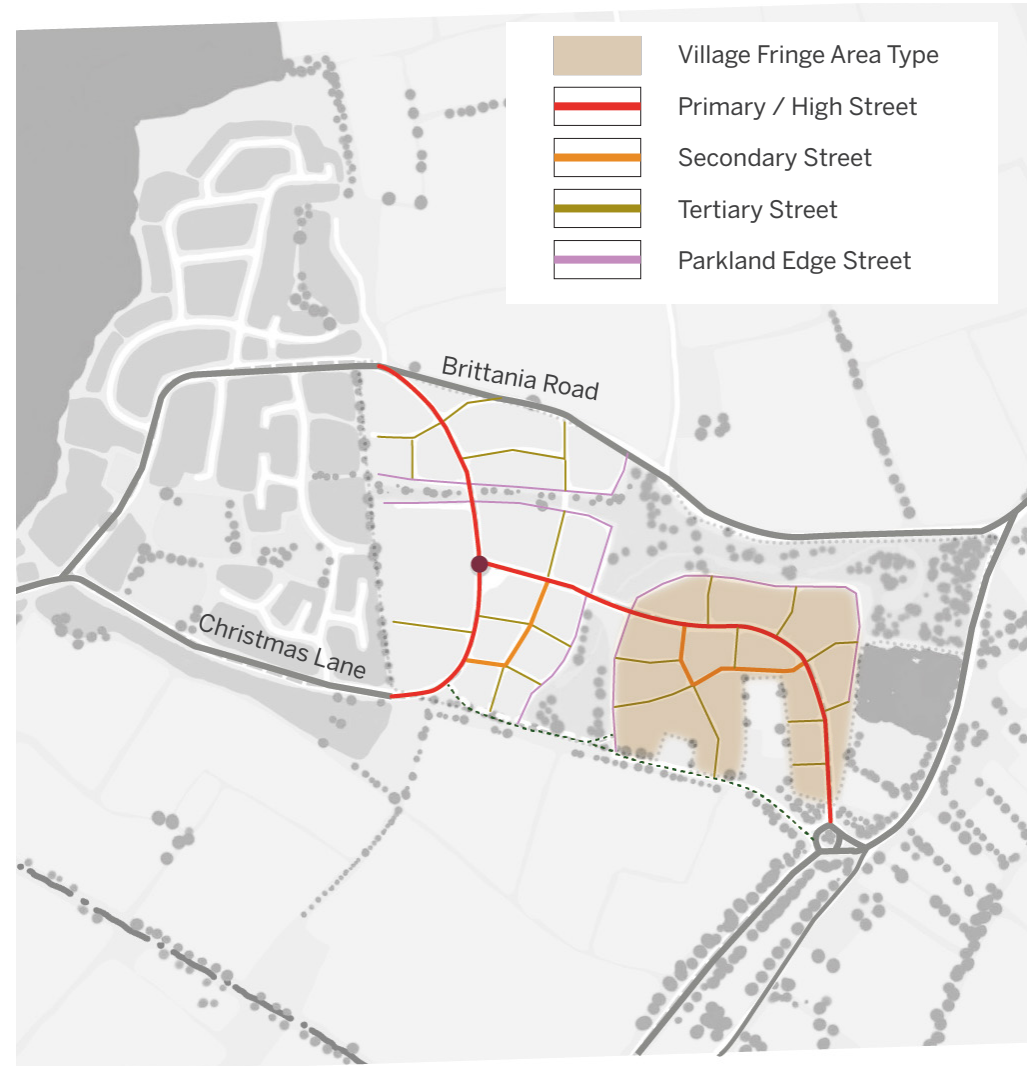 Village Fringe Area Type
Primary / High Street
Secondary Street
Tertiary Street
Parkland Edge Street
Brittania Road
Christmas Lane